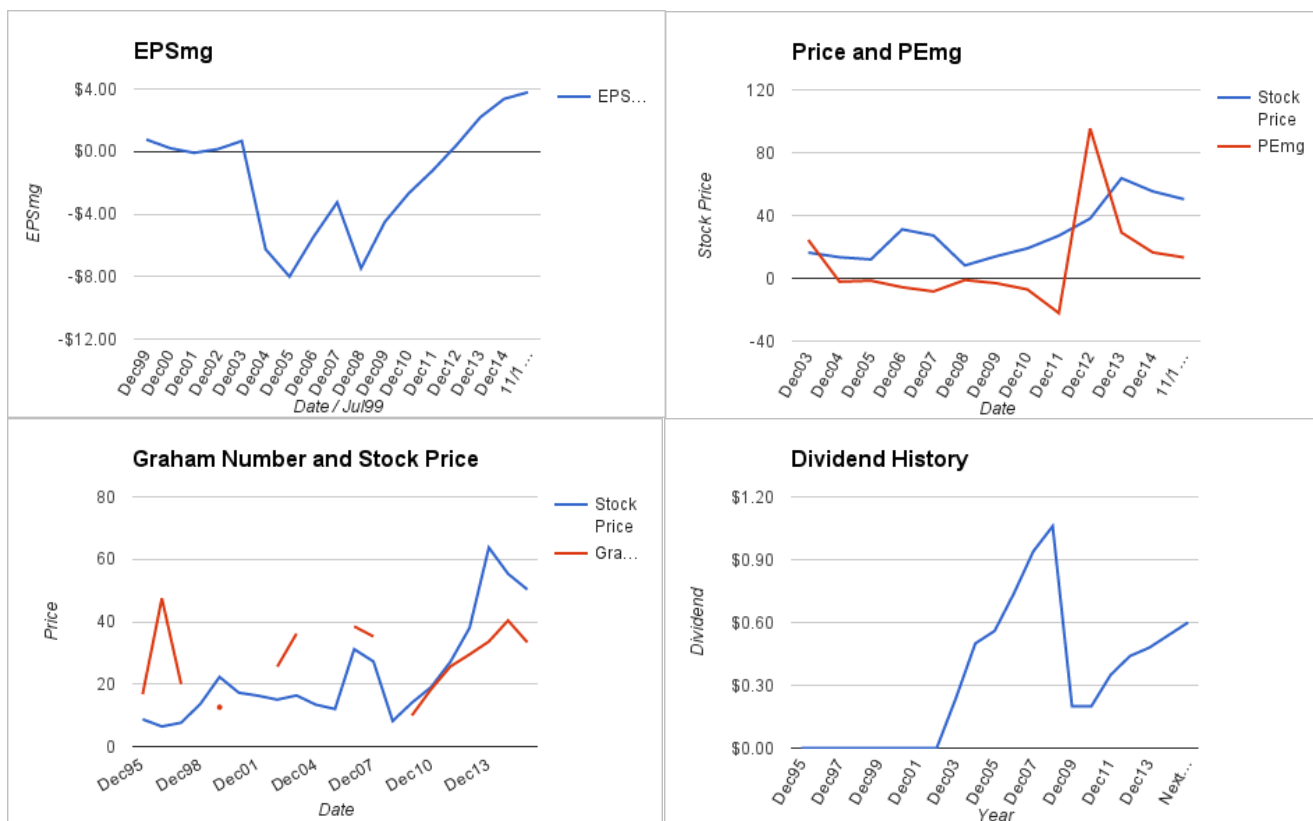 EPSmg
$4.00
$0.00
-$4.00
-$8.00
-$12.00
EPSmg
EPS...
Dec99
Dec00
Dec01
Dec02
Dec03
Dec04
Dec05
Dec06
Dec07
Dec08
Dec09
Dec10
Dec11
Dec12
Dec13
Dec14
11/1...
Date / Jul99
Price and PEmg
120
80
40
0
-40
Stock Price
Stock
Price
PEmg
Dec03
Dec04
Dec05
Dec06
Dec07
Dec08
Dec09
Dec10
Dec11
Dec12
Dec13
Dec14
11/1...
Date
Graham Number and Stock Price
80
60
40
20
0
Price
Stock
Price
Gra...
Dec95
Dec98
Dec01
Dec04
Dec07
Dec10
Dec13
Date
Dividend History
$1.20
$0.90
$0.60
$0.30
$0.00
Dividend
Dec95
Dec97
Dec99
Dec01
Dec03
Dec05
Dec07
Dec09
Dec11
Dec13
Next...
Year